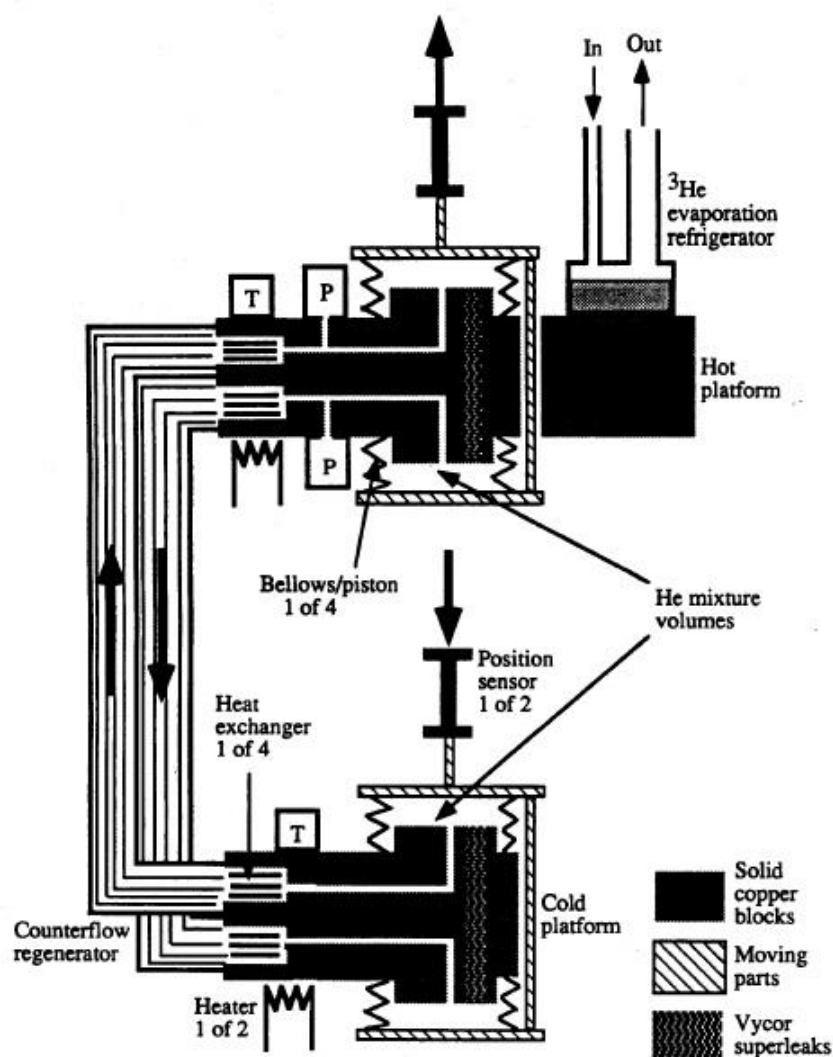 In
Out
3He
evaporation
refrigerator
T
P
Hot
platform
P
Bellows/piston
1 of 4
He mixture
volumes
Position
sensor
1 of 2
Heat
exchanger
1 of 4
T
Cold
platform
Counterflow
regenerator
Heater
1 of 2
Solid
copper
blocks
Moving
parts
Vycor
superleaks